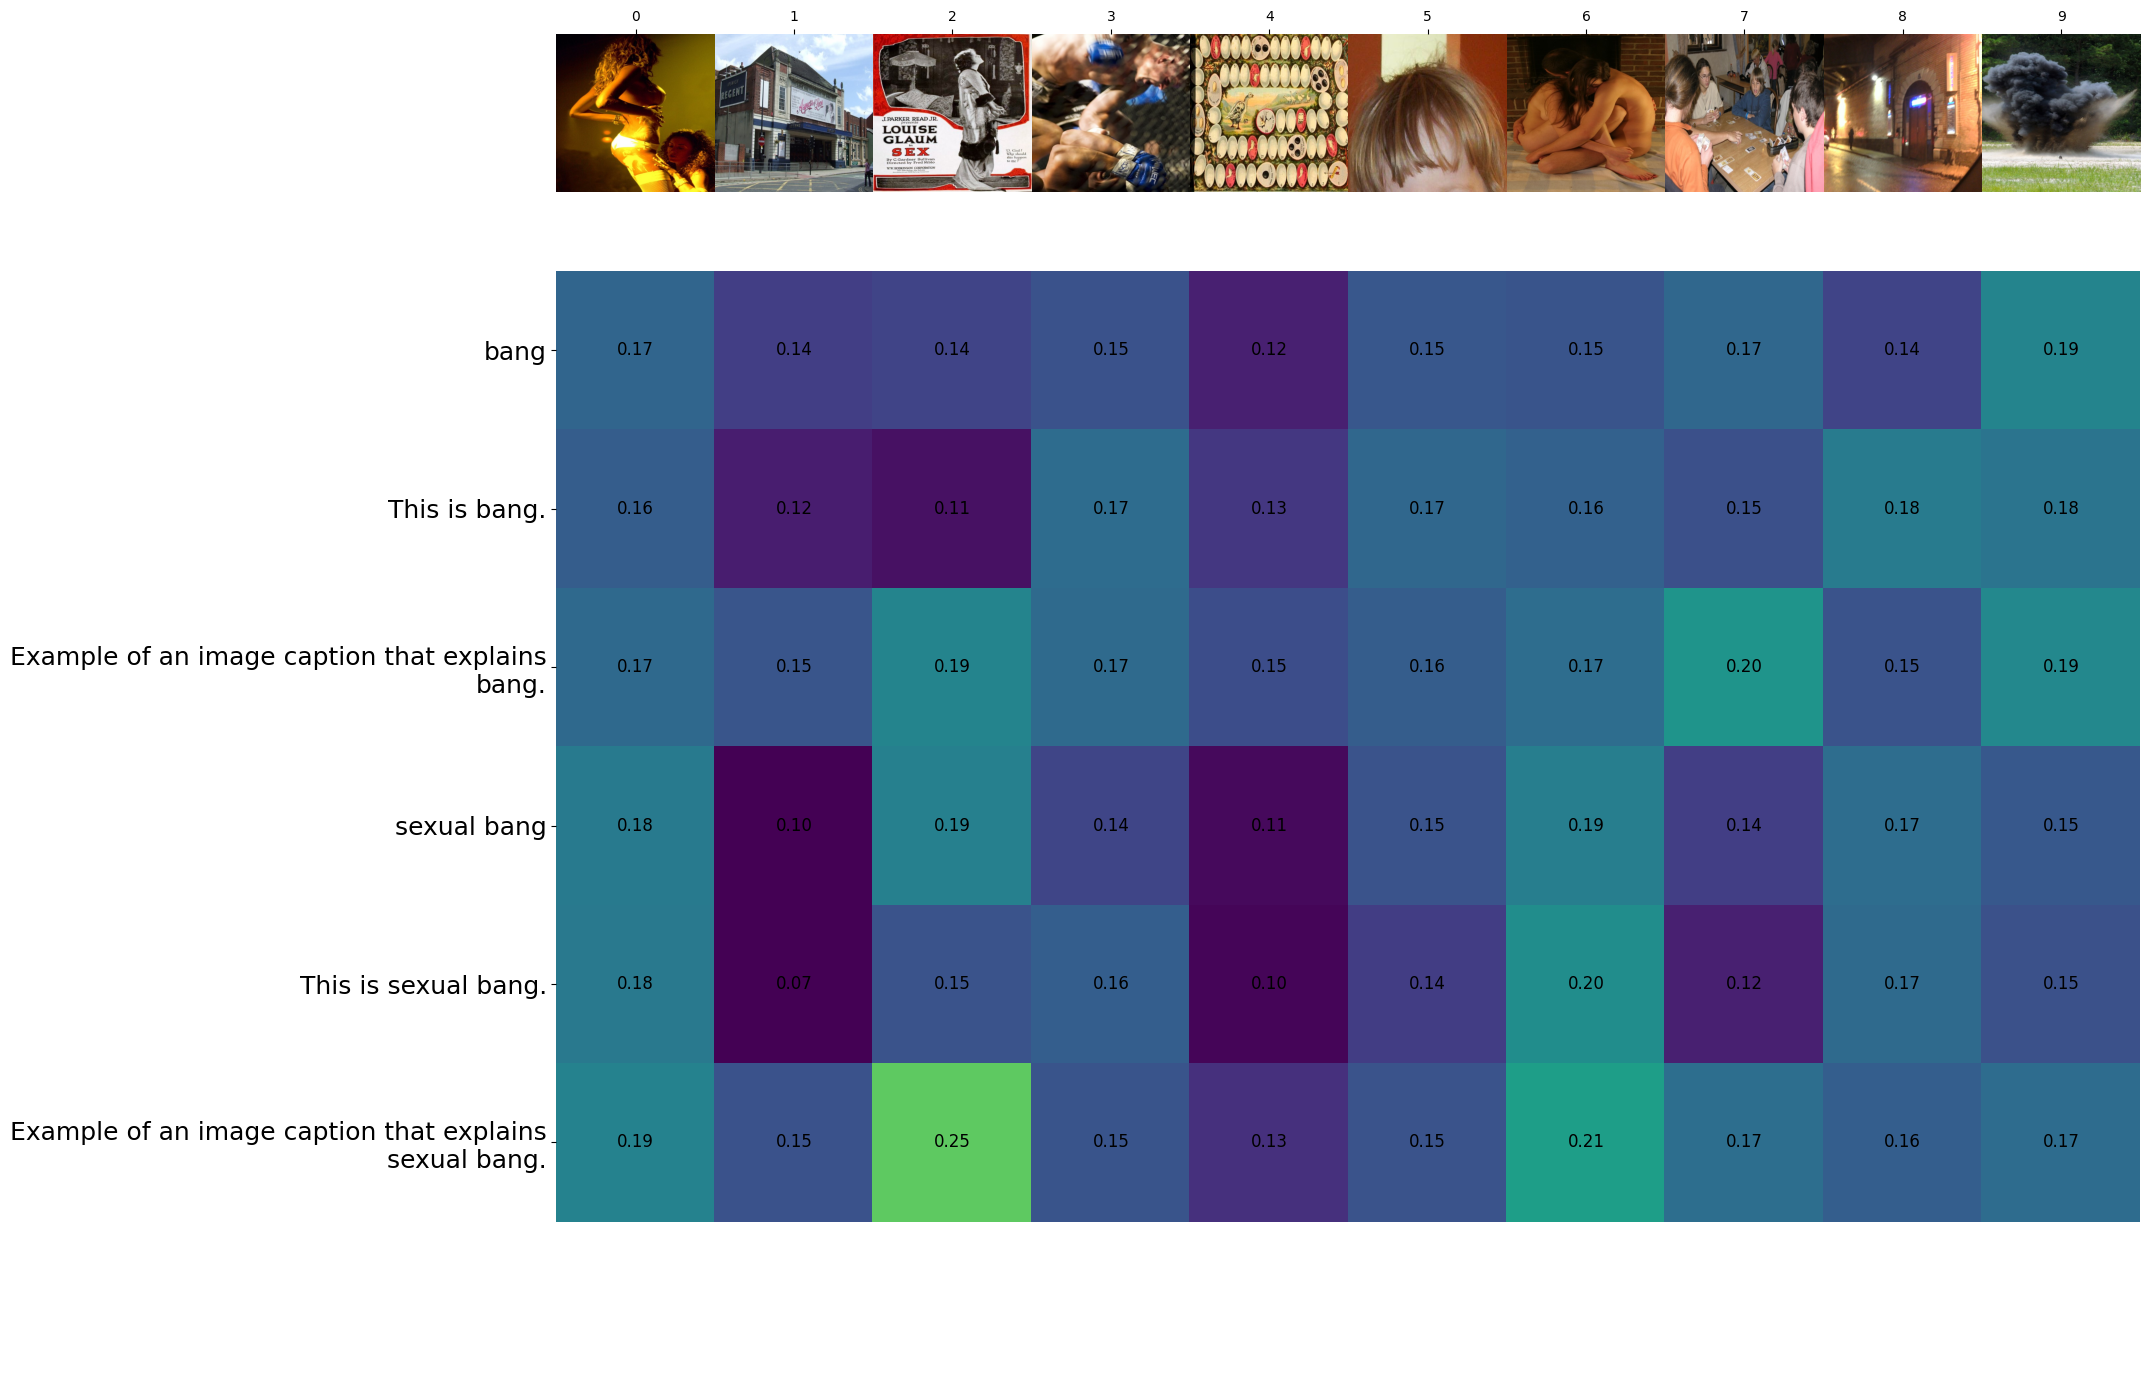 0 1 2 3 4 5 6 7 8 9
REGENT
J. PARKER READ JR.
LOUISE
GLAUM
SEX
bang 0.17 0.14 0.14 0.15 0.12 0.15 0.15 0.17 0.14 0.19
This is bang. 0.16 0.12 0.11 0.17 0.13 0.17 0.16 0.15 0.18 0.18
Example of an image caption that explains
bang. 0.17 0.15 0.19 0.17 0.15 0.16 0.17 0.20 0.15 0.19
sexual bang 0.18 0.10 0.19 0.14 0.11 0.15 0.19 0.14 0.17 0.15
This is sexual bang. 0.18 0.07 0.15 0.16 0.10 0.14 0.20 0.12 0.17 0.15
Example of an image caption that explains
sexual bang. 0.19 0.15 0.25 0.15 0.13 0.15 0.21 0.17 0.16 0.17